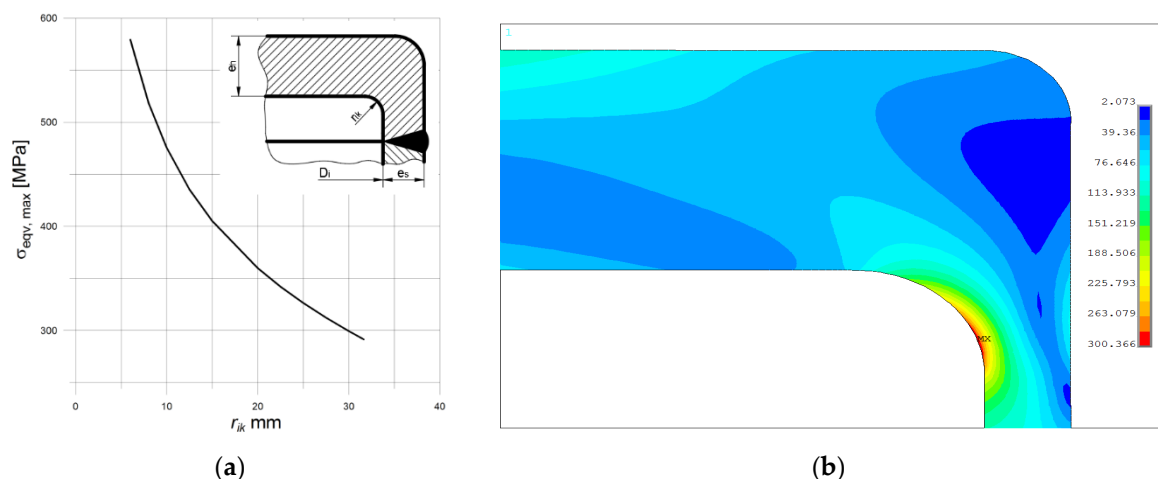 600
500
400
300
0
10
20
30
40
σeqv, max [MPa]
rik mm
en
rik
Di
es
(a)
1
MX
2.073
39.36
76.646
113.933
151.219
188.506
225.793
263.079
300.366
(b)